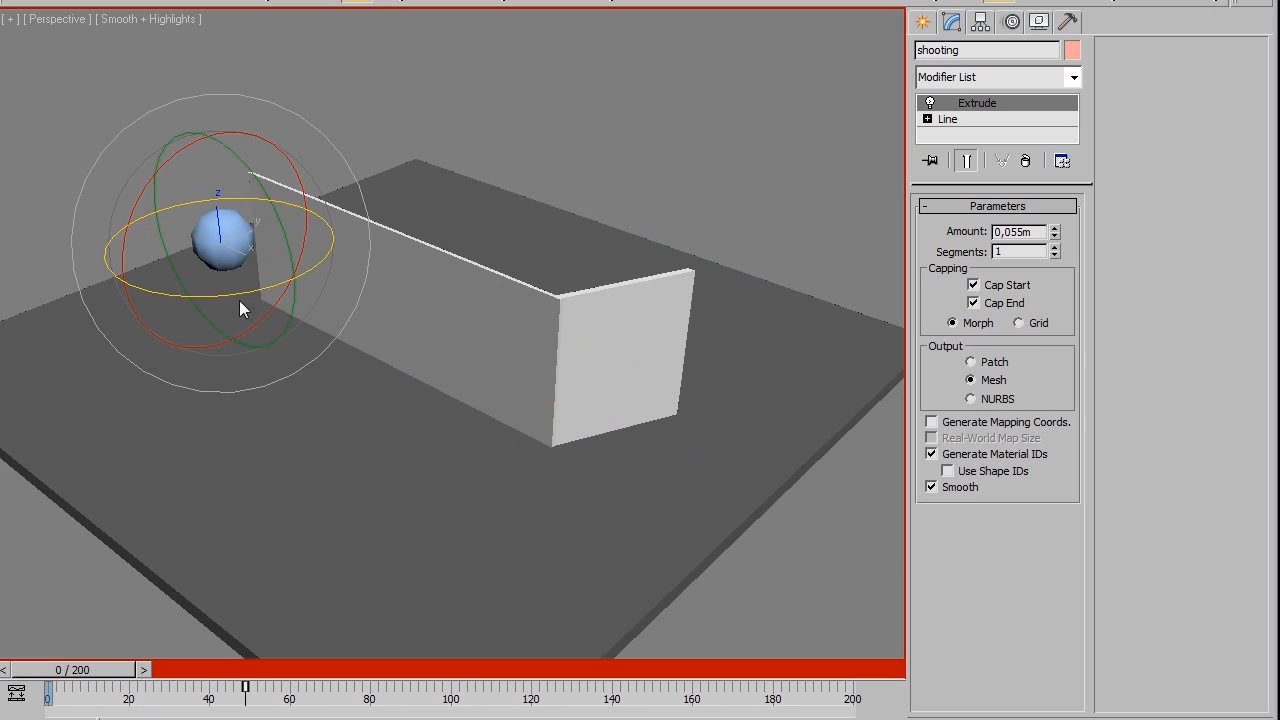 [ + ] [ Perspective ] [ Smooth + Highlights ]
shooting
Modifier List
Extrude
Line
- Parameters
Amount: 0,055m
Segments: 1
Capping
Cap Start
Cap End
Morph Grid
Output
Patch
Mesh
NURBS
Generate Mapping Coords.
Real-World Map Size
Generate Material IDs
Use Shape IDs
Smooth
z
y
x
< 0 / 200 >
0 20 40 60 80 100 120 140 160 180 200